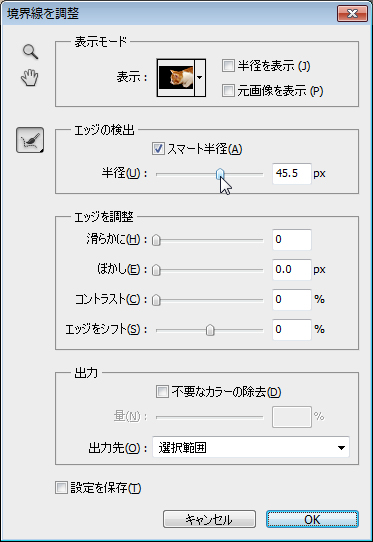 境界線を調整
表示モード
表示：
半径を表示 (J)
元画像を表示 (P)
エッジの検出
スマート半径(A)
半径(U)： 45.5 px
エッジを調整
滑らかに(H)： 0
ぼかし(E)： 0.0 px
コントラスト(C)： 0 %
エッジをシフト(S)： 0 %
出力
不要なカラーの除去(D)
量(N)： %
出力先(O)： 選択範囲
設定を保存(T)
キャンセル OK